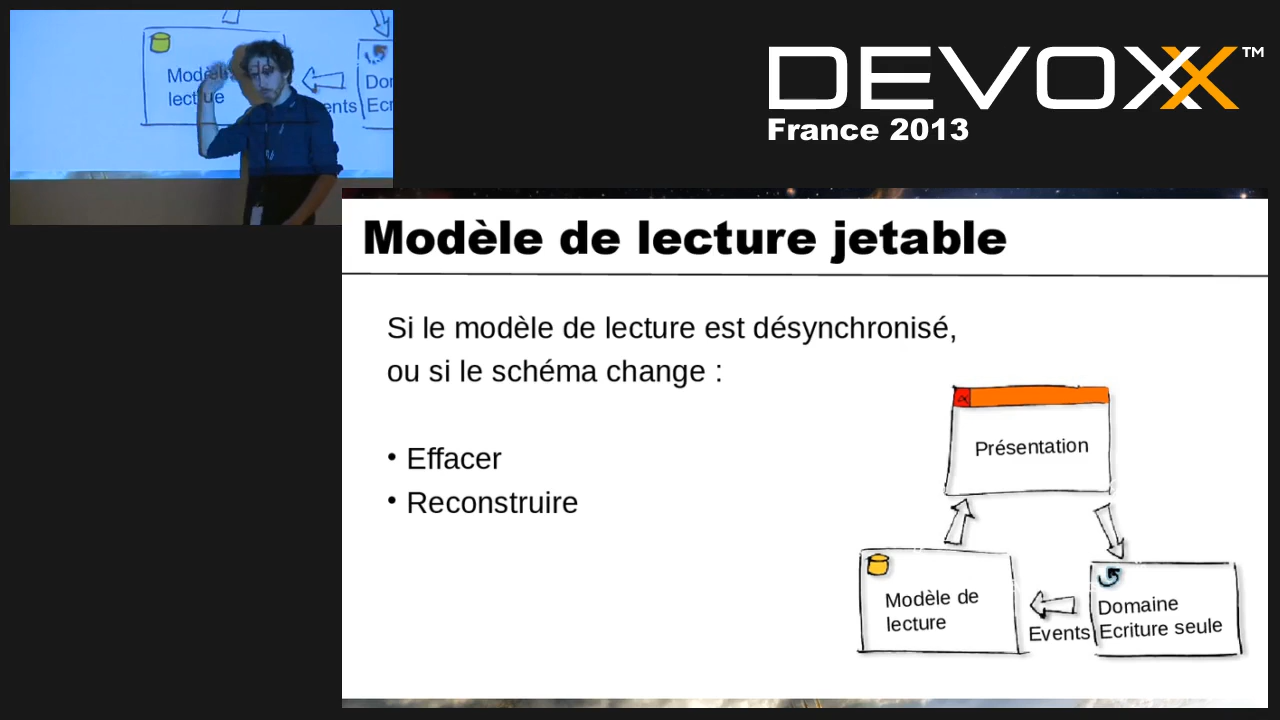 Modèle de
lecture
Dom
Ecr
ents
DEVOXX™
France 2013
Modèle de lecture jetable
Si le modèle de lecture est désynchronisé,
ou si le schéma change :
• Effacer
• Reconstruire
Présentation
Modèle de
lecture
Events
Domaine
Ecriture seule